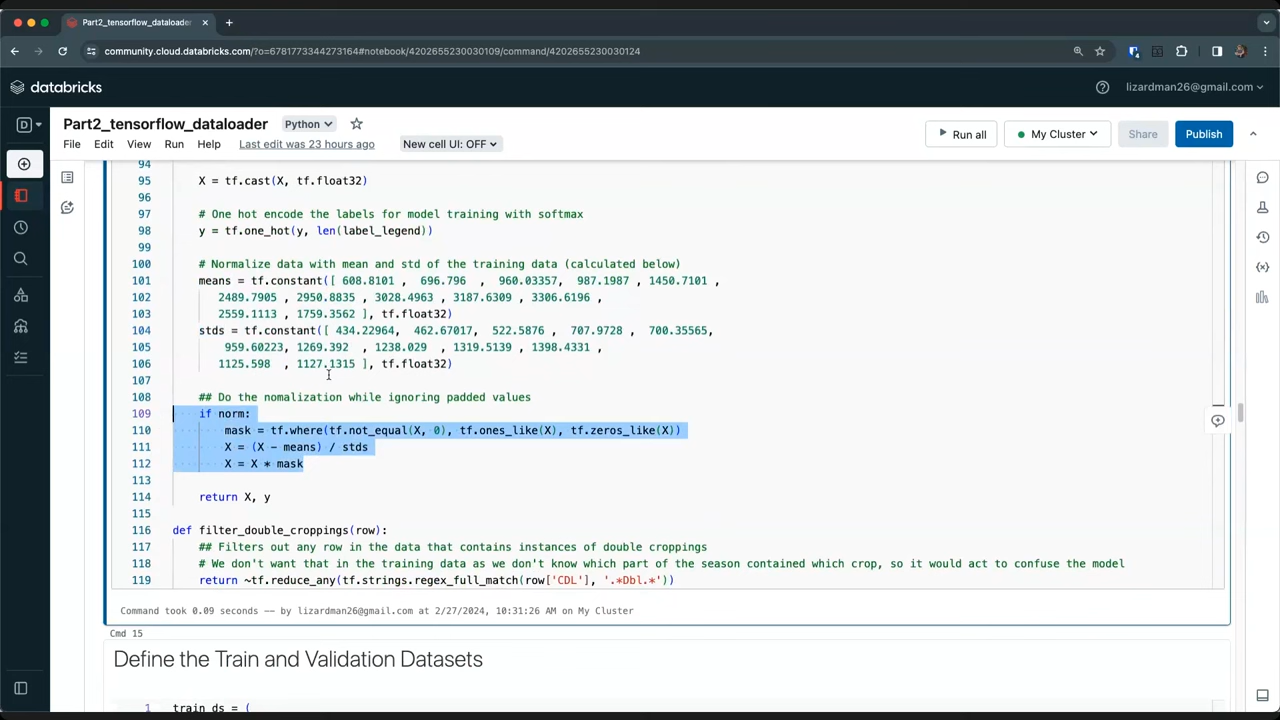 Part2_tensorflow_dataloader
community.cloud.databricks.com/?o=6781773344273164#notebook/4202655230030109/command/4202655230030124
databricks
lizardman26@gmail.com
D
Part2_tensorflow_dataloader
Python
Run all
My Cluster
Share
Publish
File
Edit
View
Run
Help
Last edit was 23 hours ago
New cell UI: OFF
94
95 X = tf.cast(X, tf.float32)
96
97 # One hot encode the labels for model training with softmax
98 y = tf.one_hot(y, len(label_legend))
99
100 # Normalize data with mean and std of the training data (calculated below)
101 means = tf.constant([ 608.8101 , 696.796 , 960.03357, 987.1987 , 1450.7101 ,
102 2489.7905 , 2950.8835 , 3028.4963 , 3187.6309 , 3306.6196 ,
103 2559.1113 , 1759.3562 ], tf.float32)
104 stds = tf.constant([ 434.22964, 462.67017, 522.5876 , 707.9728 , 700.35565,
105 959.60223, 1269.392 , 1238.029 , 1319.5139 , 1398.4331 ,
106 1125.598 , 1127.1315 ], tf.float32)
107
108 ## Do the nomalization while ignoring padded values
109 if norm:
110 mask = tf.where(tf.not_equal(X, 0), tf.ones_like(X), tf.zeros_like(X))
111 X = (X - means) / stds
112 X = X * mask
113
114 return X, y
115
116 def filter_double_croppings(row):
117 ## Filters out any row in the data that contains instances of double croppings
118 # We don't want that in the training data as we don't know which part of the season contained which crop, so it would act to confuse the model
119 return ~tf.reduce_any(tf.strings.regex_full_match(row['CDL'], '.*Dbl.*'))
Command took 0.09 seconds -- by lizardman26@gmail.com at 2/27/2024, 10:31:26 AM on My Cluster
Cmd 15
Define the Train and Validation Datasets
1 train_ds = (